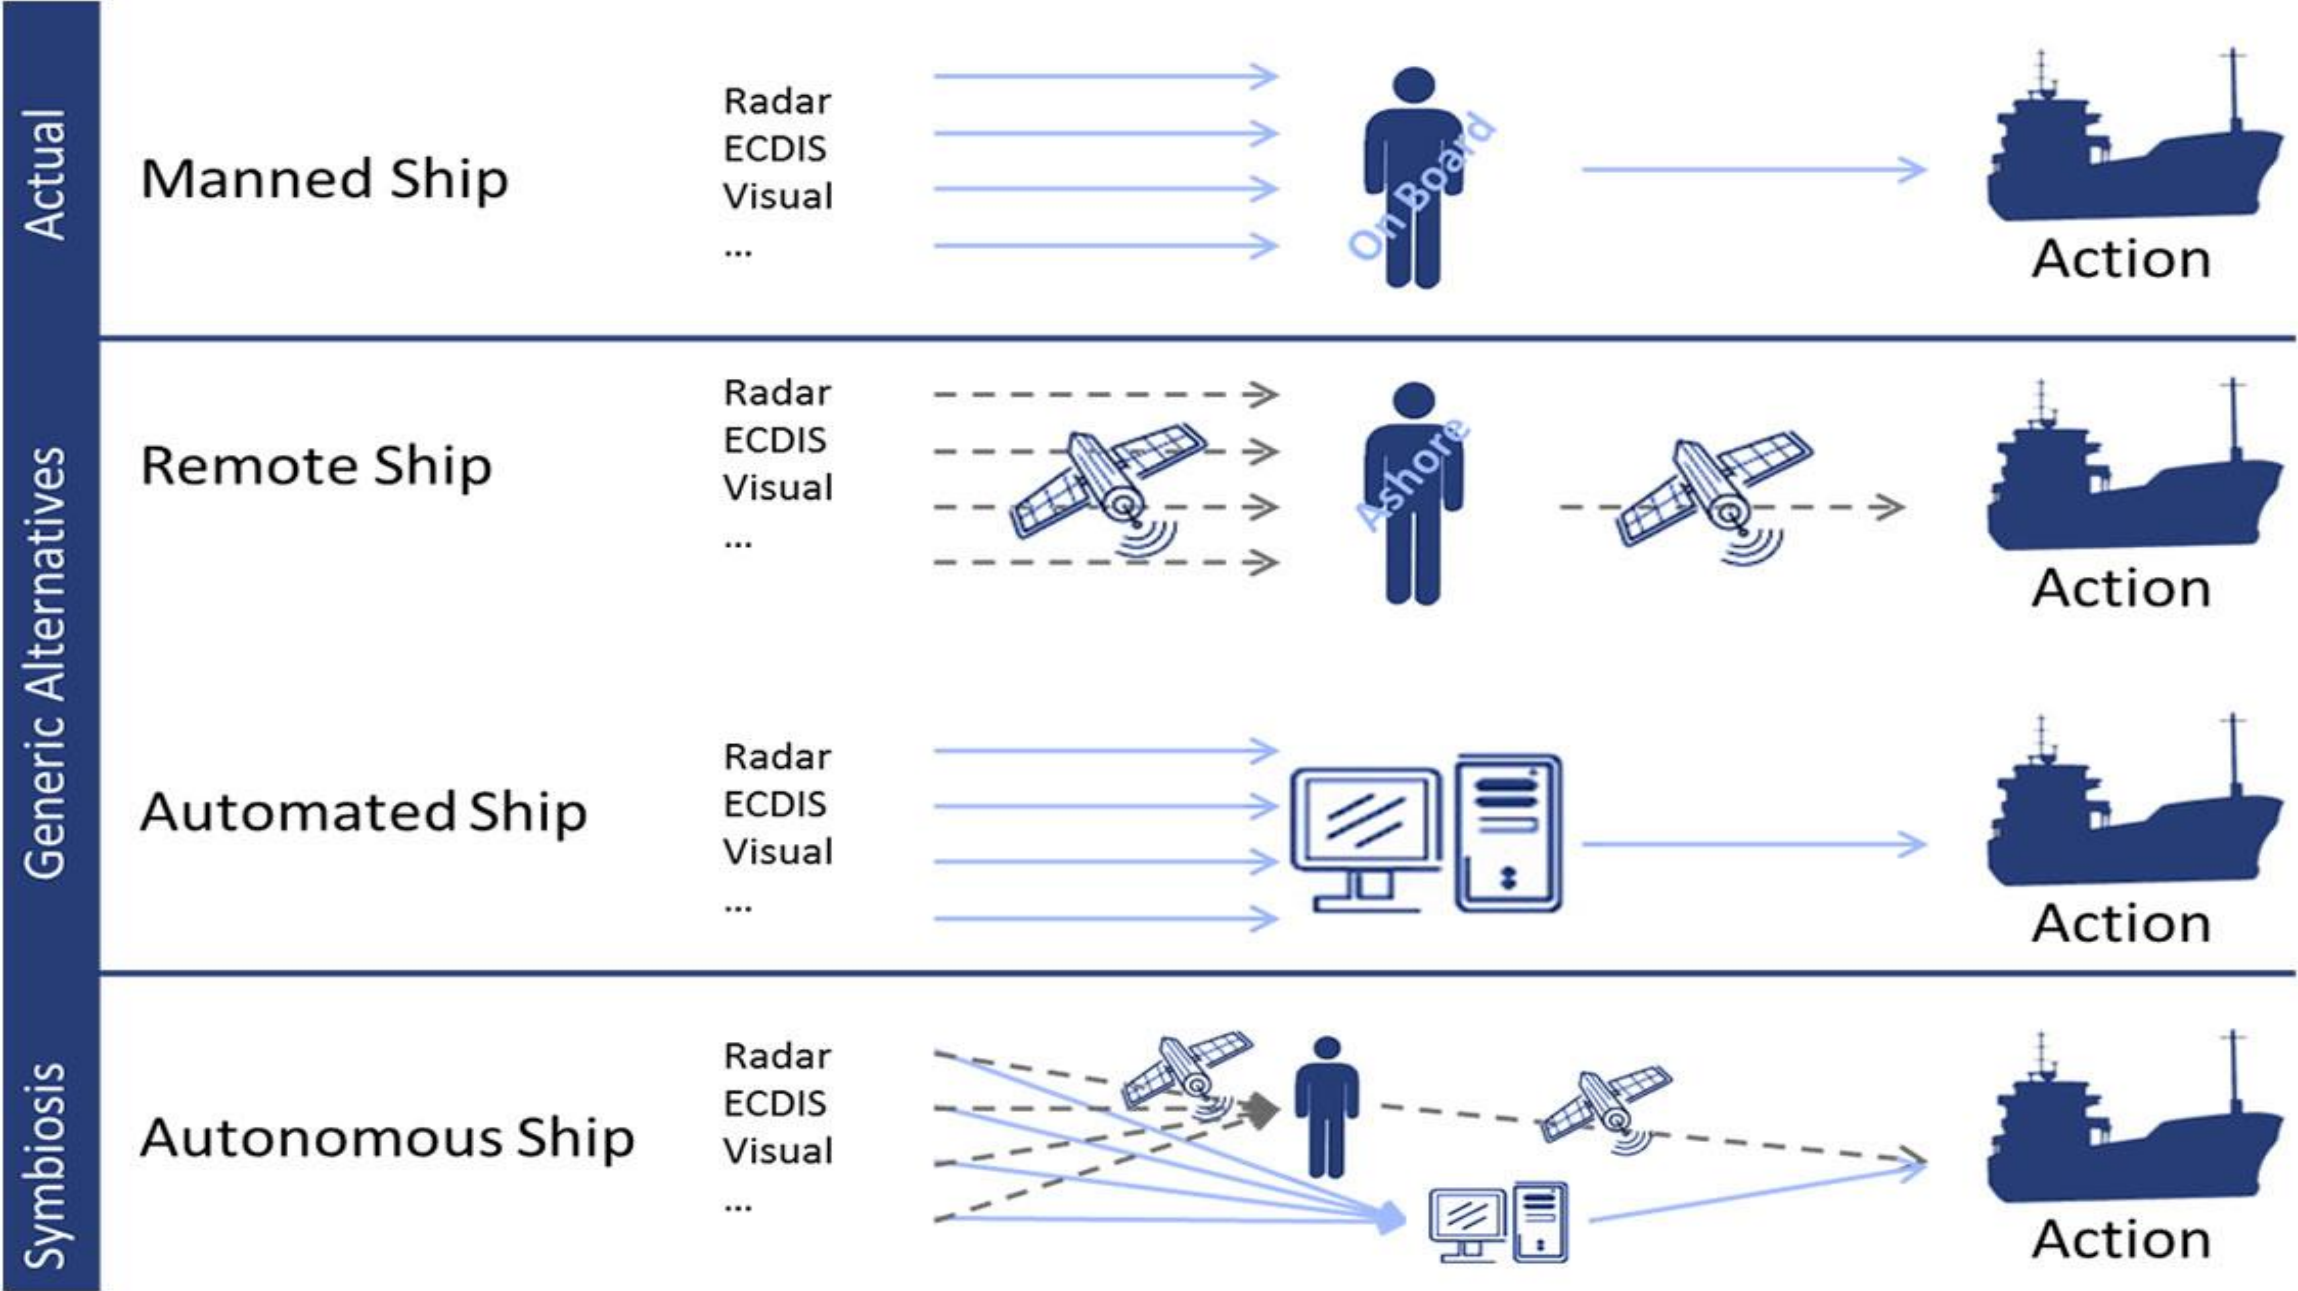 Actual
Manned Ship
Radar
ECDIS
Visual
...
On Board
Action
Generic Alternatives
Remote Ship
Radar
ECDIS
Visual
...
Ashore
Action
Automated Ship
Radar
ECDIS
Visual
...
Action
Symbiosis
Autonomous Ship
Radar
ECDIS
Visual
...
Action